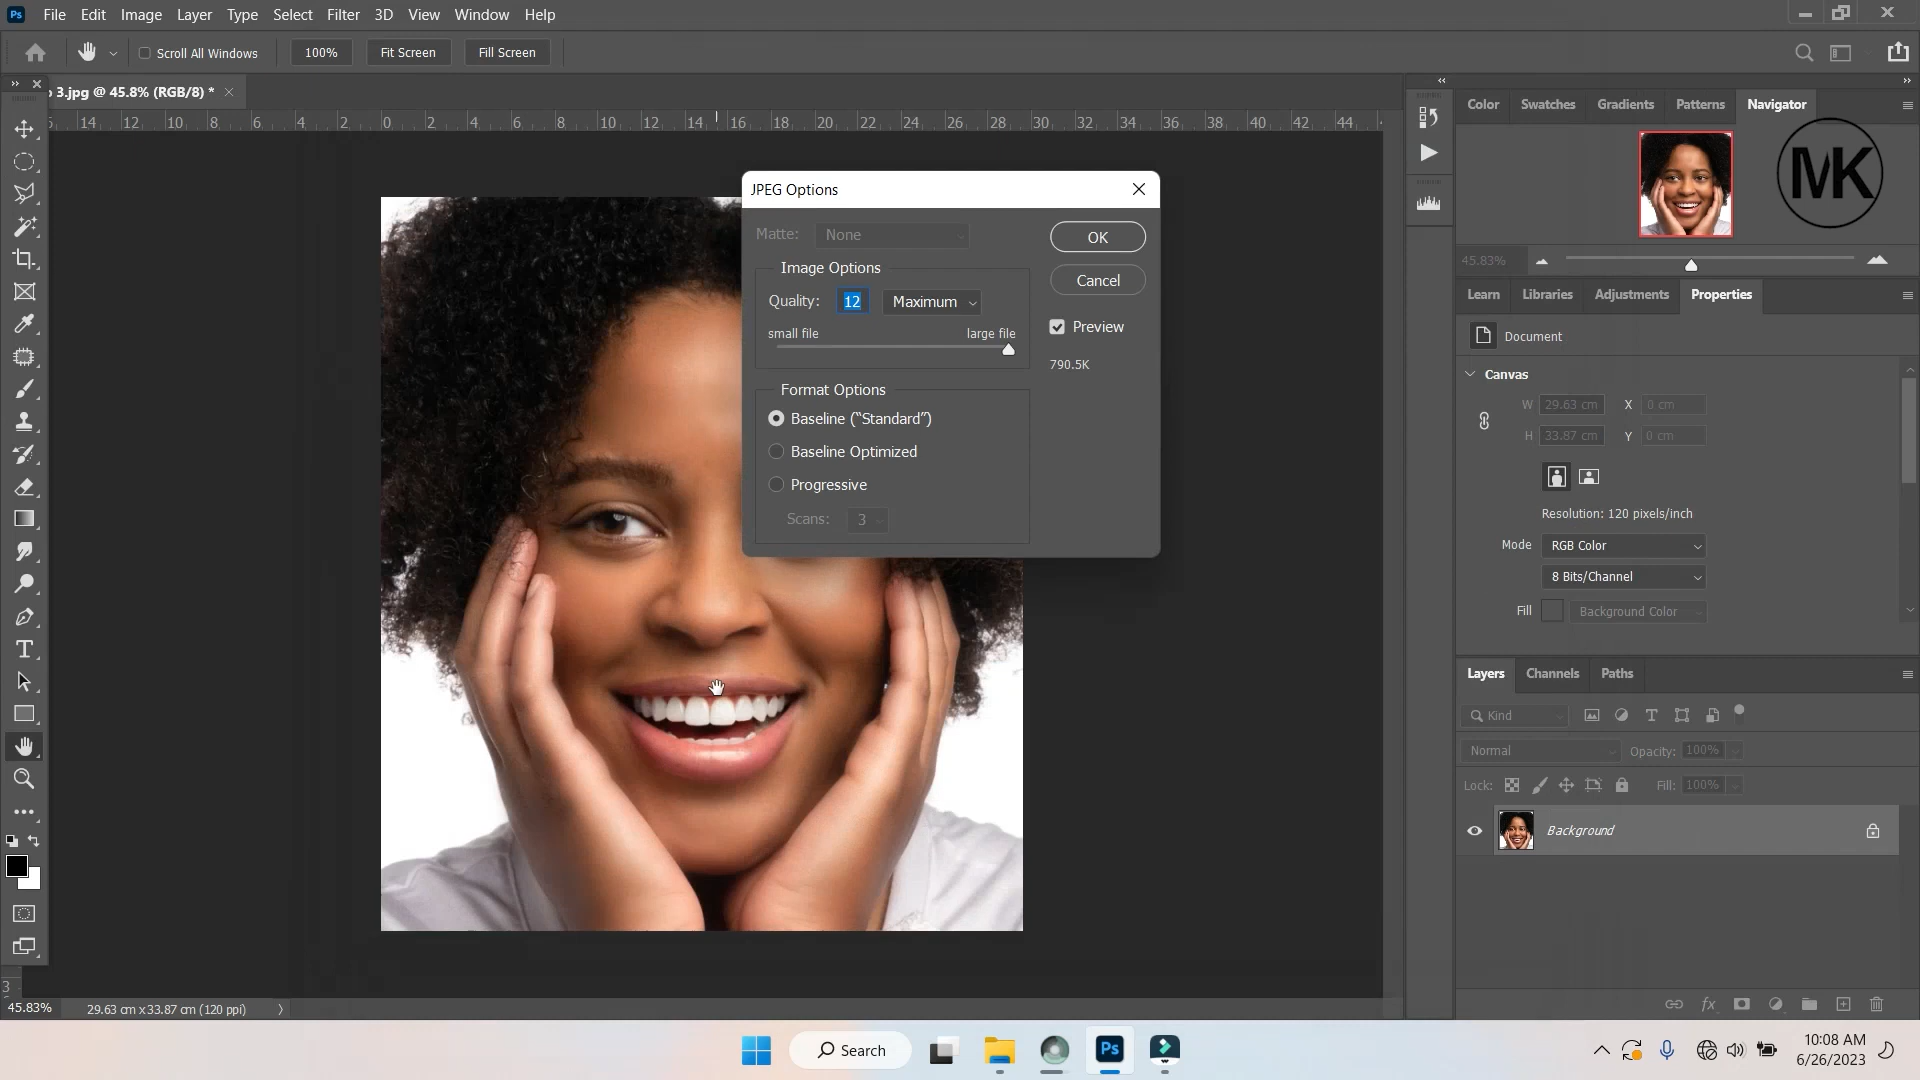 Ps File Edit Image Layer Type Select Filter 3D View Window Help
Scroll All Windows 100% Fit Screen Fill Screen
3.jpg @ 45.8% (RGB/8) *
14 12 10 8 6 4 2 0 2 4 6 8 10 12 14 16 18 20 22 24 26 28 30 32 34 36 38 40 42 44
JPEG Options
Matte: None
OK
Image Options
Cancel
Quality: 12 Maximum
Preview
small file large file
790.5K
Format Options
Baseline (“Standard”)
Baseline Optimized
Progressive
Scans: 3
Color Swatches Gradients Patterns Navigator
MK
45.83%
Learn Libraries Adjustments Properties
Document
Canvas
W 29.63 cm X 0 cm
H 33.87 cm Y 0 cm
Resolution: 120 pixels/inch
Mode RGB Color
8 Bits/Channel
Fill Background Color
Layers Channels Paths
Kind
Normal Opacity: 100%
Lock: Fill: 100%
Background
fx
3
45.83% 29.63 cm x 33.87 cm (120 ppi)
Search
Ps
10:08 AM
6/26/2023